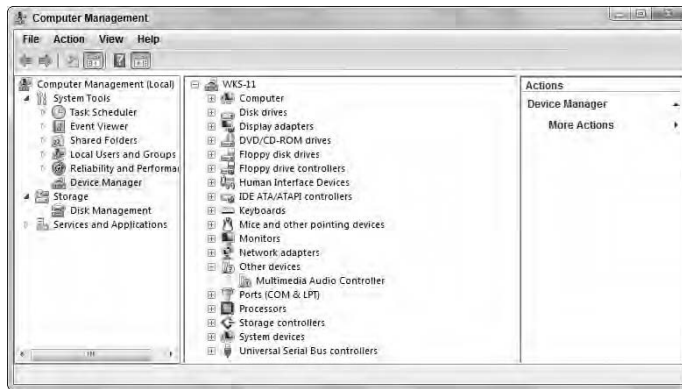 Computer Management
File Action View Help
Computer Management (Local)
System Tools
Task Scheduler
Event Viewer
Shared Folders
Local Users and Groups
Reliability and Performa
Device Manager
Storage
Disk Management
Services and Applications
WKS-11
Computer
Disk drives
Display adapters
DVD/CD-ROM drives
Floppy disk drives
Floppy drive controllers
Human Interface Devices
IDE ATA/ATAPI controllers
Keyboards
Mice and other pointing devices
Monitors
Network adapters
Other devices
Multimedia Audio Controller
Ports (COM & LPT)
Processors
Storage controllers
System devices
Universal Serial Bus controllers
Actions
Device Manager
More Actions